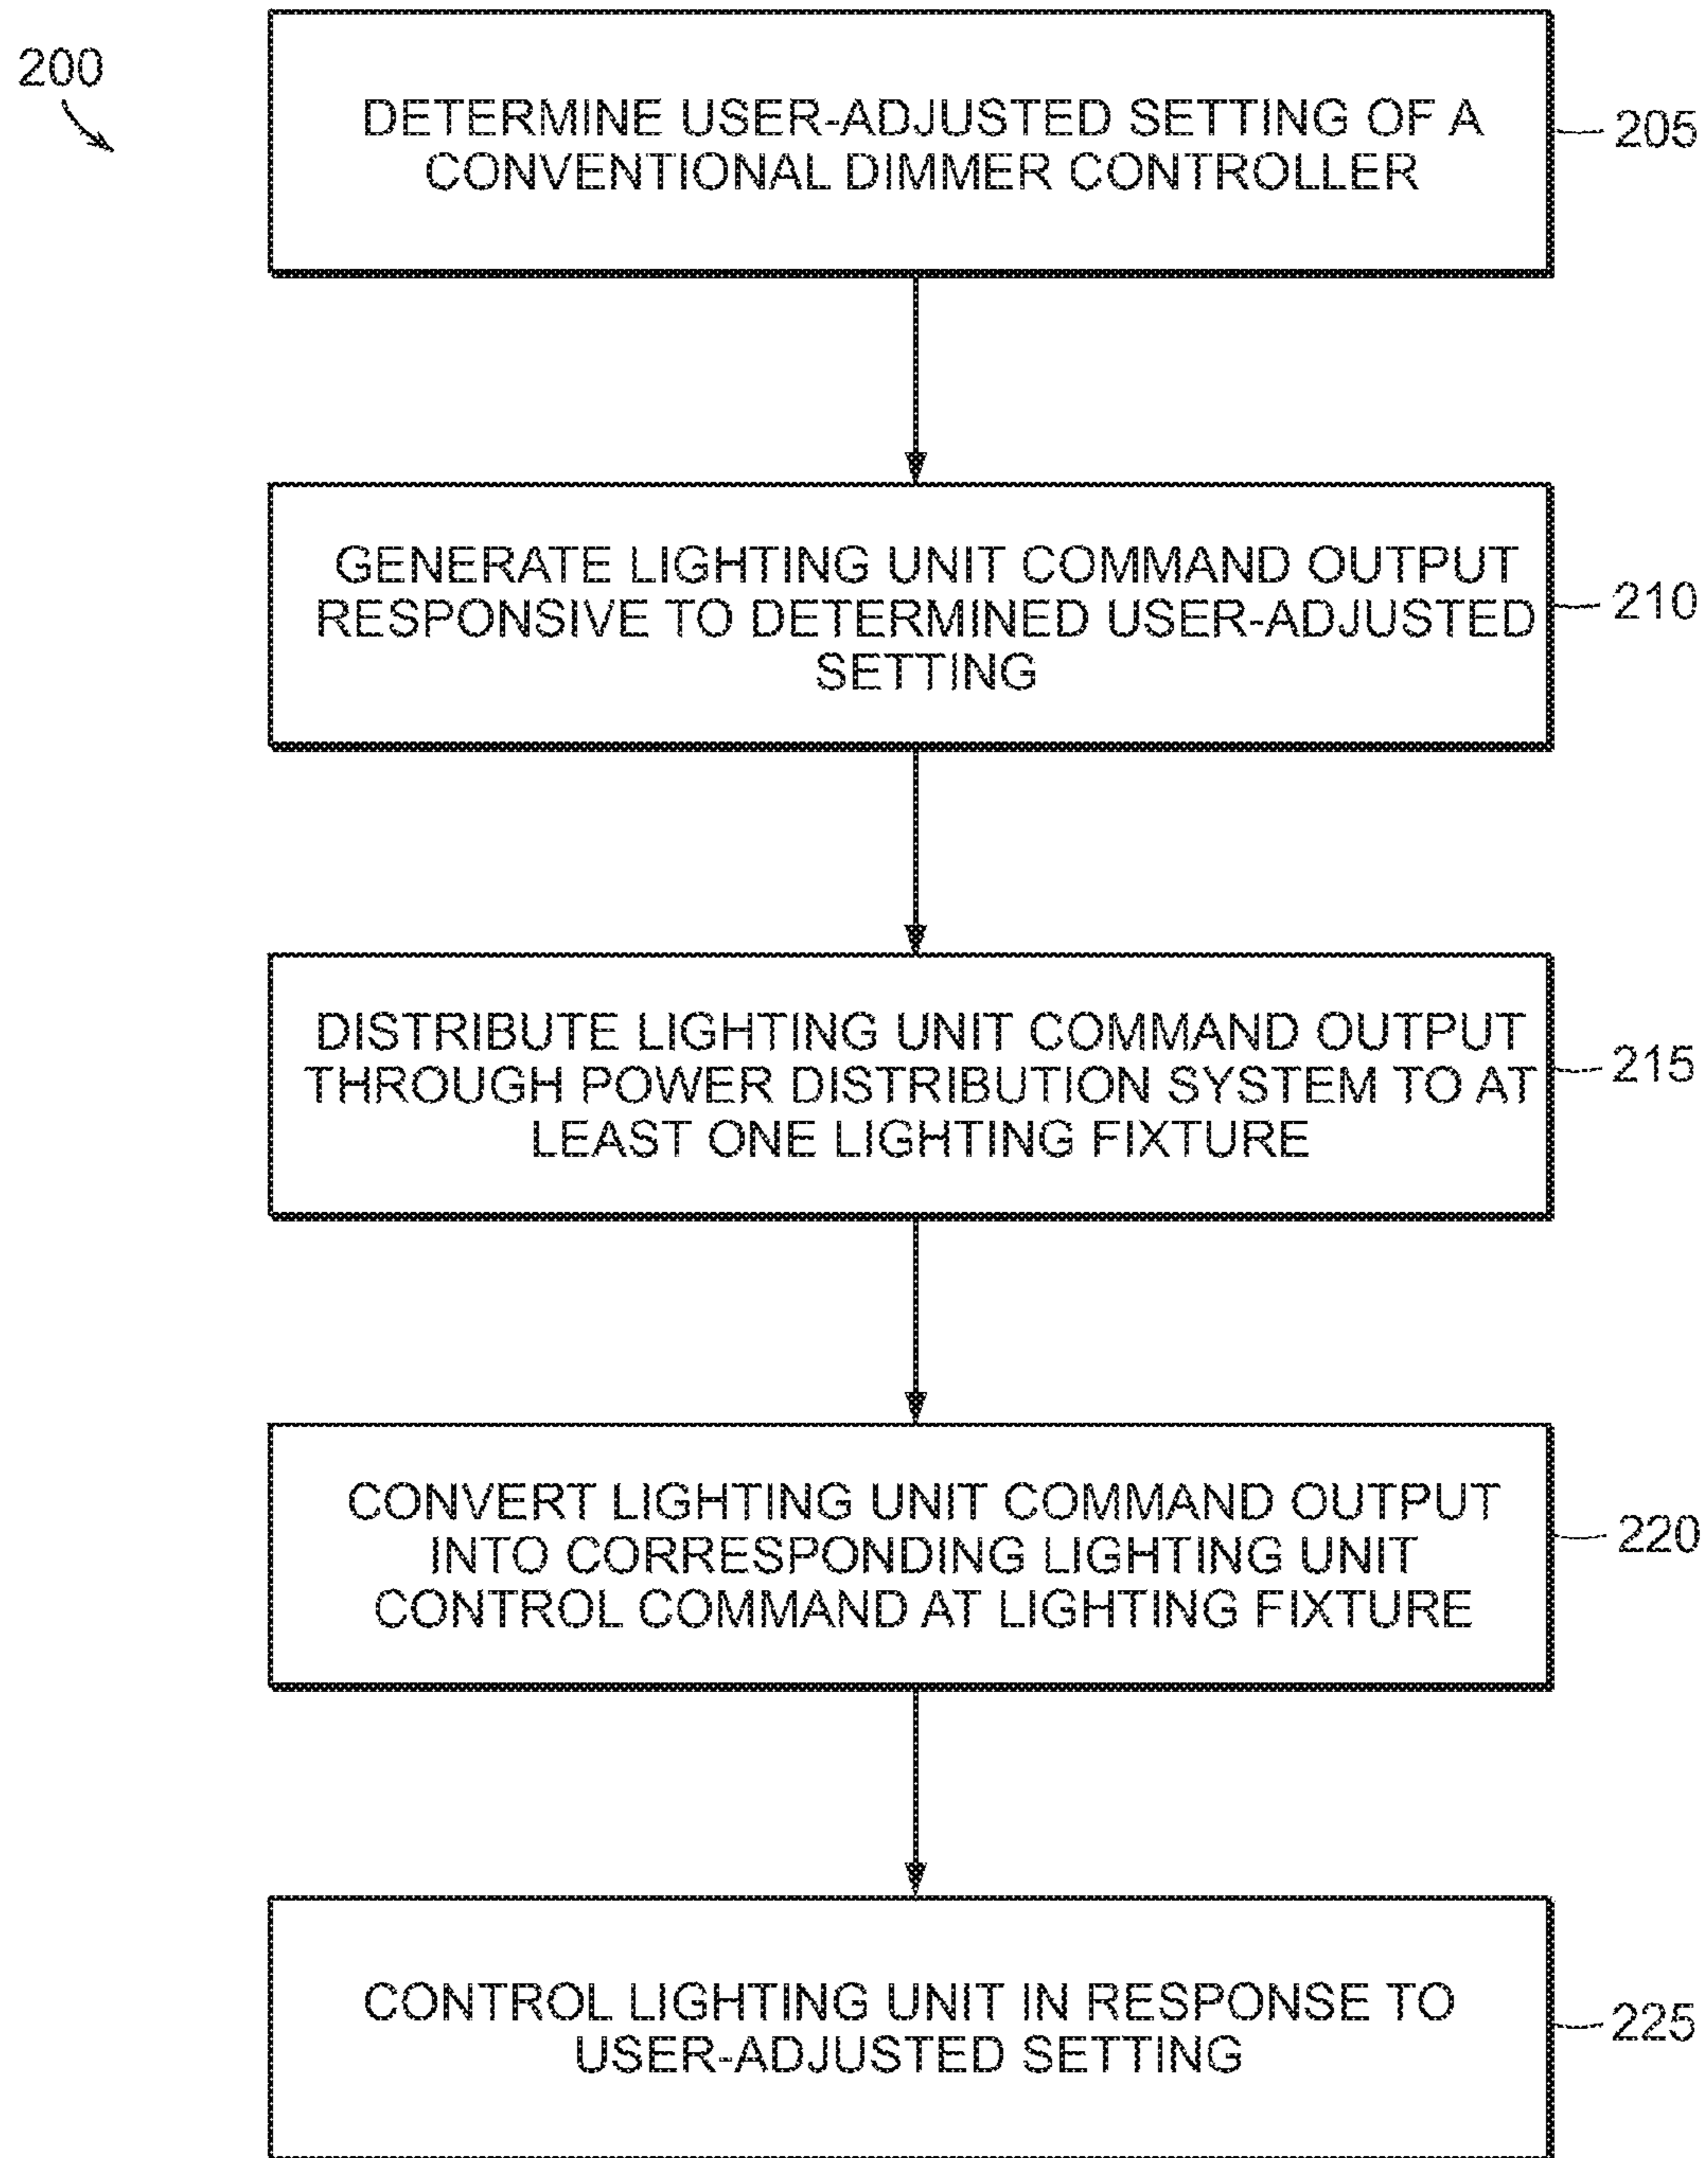 200
DETERMINE USER-ADJUSTED SETTING OF A
CONVENTIONAL DIMMER CONTROLLER
205
GENERATE LIGHTING UNIT COMMAND OUTPUT
RESPONSIVE TO DETERMINED USER-ADJUSTED
SETTING
210
DISTRIBUTE LIGHTING UNIT COMMAND OUTPUT
THROUGH POWER DISTRIBUTION SYSTEM TO AT
LEAST ONE LIGHTING FIXTURE
215
CONVERT LIGHTING UNIT COMMAND OUTPUT
INTO CORRESPONDING LIGHTING UNIT
CONTROL COMMAND AT LIGHTING FIXTURE
220
CONTROL LIGHTING UNIT IN RESPONSE TO
USER-ADJUSTED SETTING
225